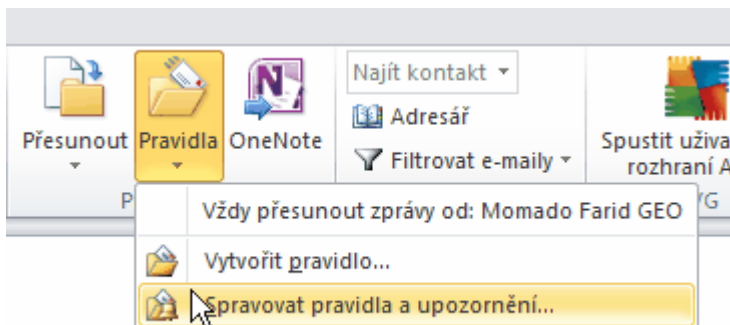 Najít kontakt
Adresář
Přesunout Pravidla OneNote
Filtrovat e-maily
Spustit uživa
rozhraní A
P
VG
Vždy přesunout zprávy od: Momado Farid GEO
Vytvořit pravidlo...
Spravovat pravidla a upozornění...